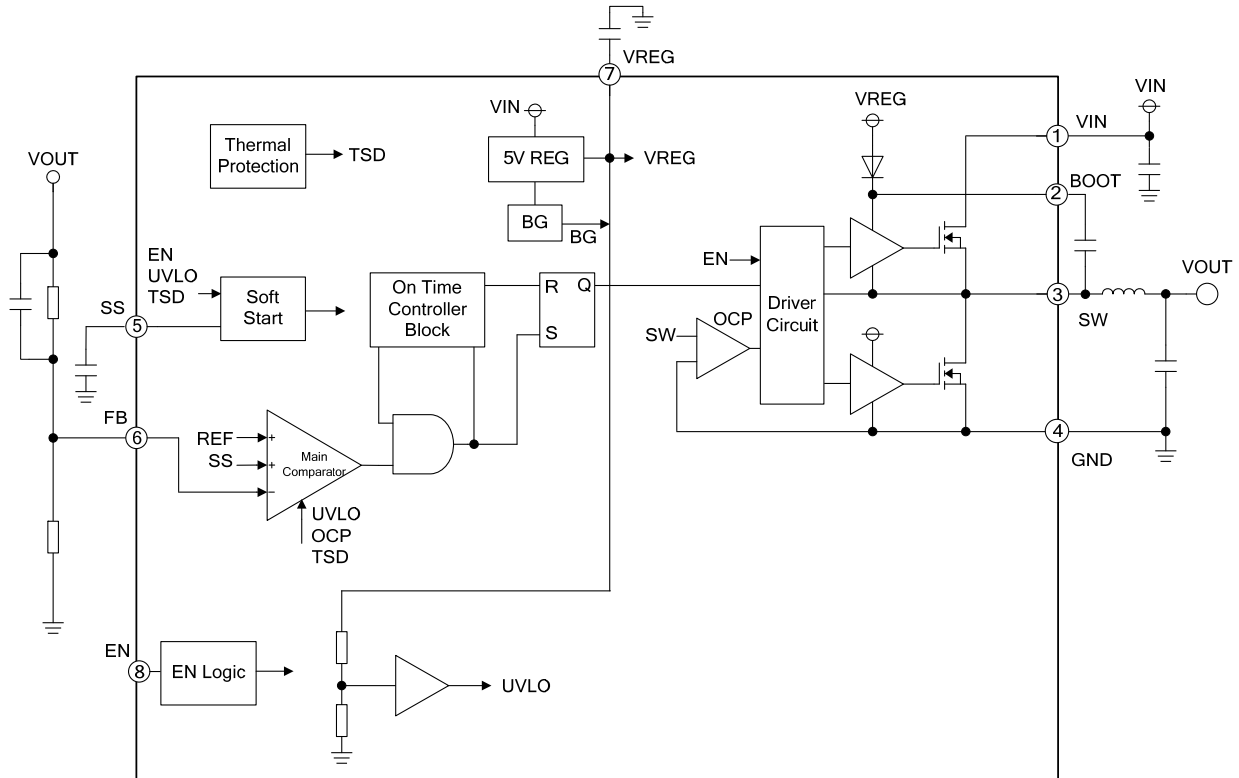 VREG
7
VIN
5V REG
VREG
BG
BG
Thermal
Protection
TSD
VREG
VIN
1
VIN
2
BOOT
VOUT
EN
UVLO
TSD
Soft
Start
SS
5
On Time
Controller
Block
R
Q
S
EN
Driver
Circuit
SW
OCP
3
SW
VOUT
FB
6
REF
SS
+
+
−
Main
Comparator
UVLO
OCP
TSD
4
GND
EN
8
EN Logic
UVLO